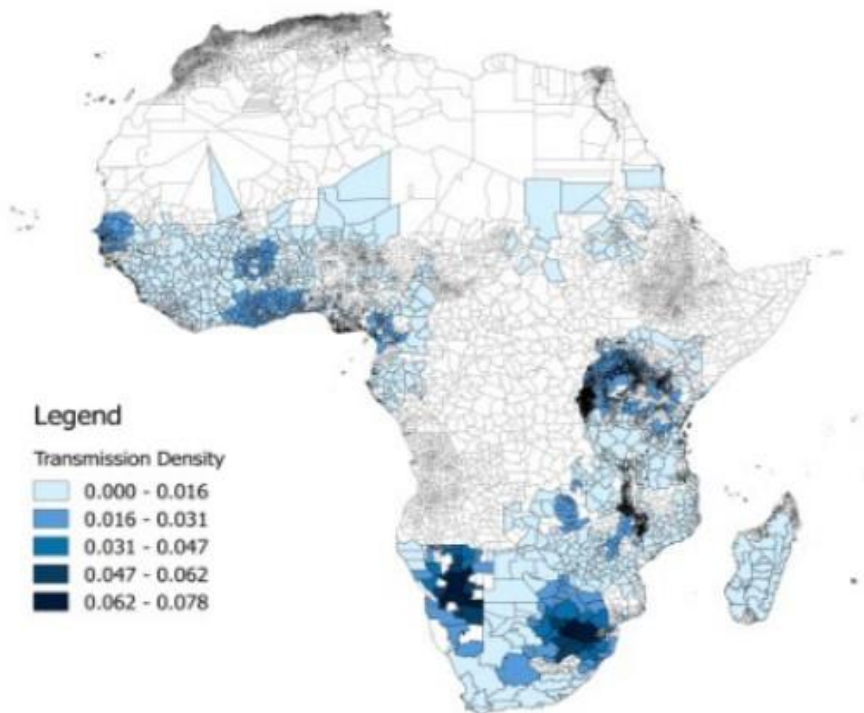 Legend
Transmission Density
0.000 - 0.016
0.016 - 0.031
0.031 - 0.047
0.047 - 0.062
0.062 - 0.078